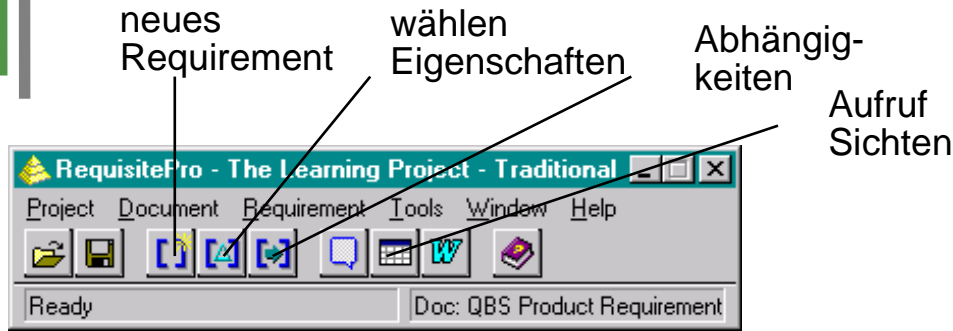 neues
Requirement
wählen
Eigenschaften
Abhängig-
keiten
Aufruf
Sichten
RequisitePro - The Learning Project - Traditional
Project Document Requirement Tools Window Help
Ready
Doc: QBS Product Requirement